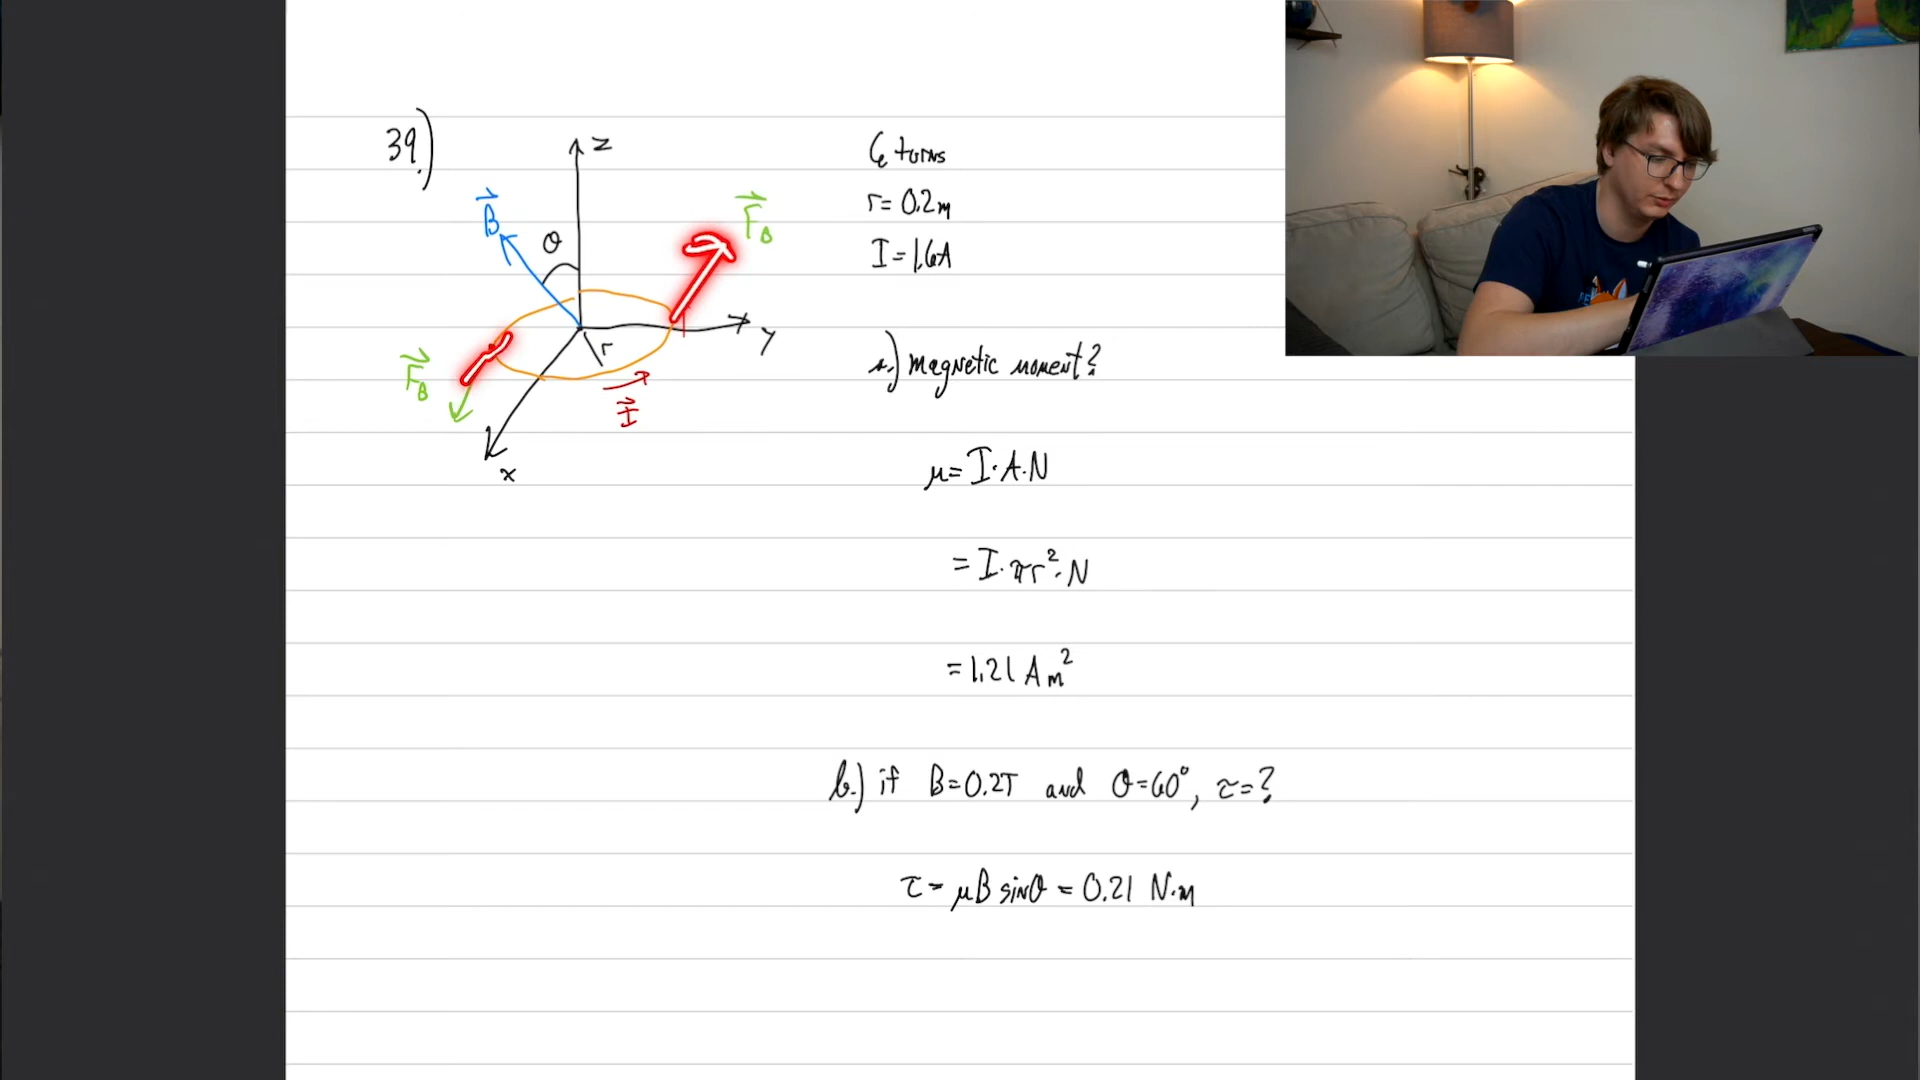 39.)
z
B
θ
F_B
y
r
F_B
I
x
6 turns
r = 0.2m
I = 1.6A
a.) magnetic moment?
μ = I·A·N
= I·πr²·N
= 1.21 Am²
b.) if B=0.2T and θ=60°, τ=?
τ = μB sinθ = 0.21 N·m